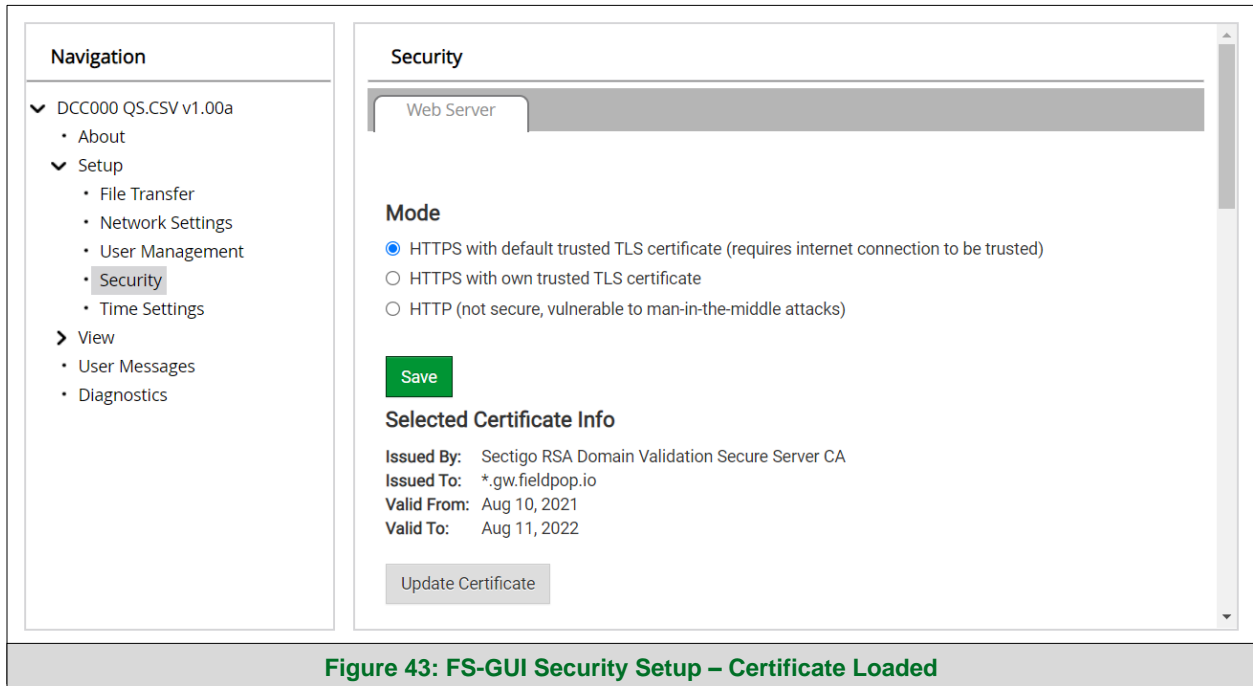 Navigation
DCC000 QS.CSV v1.00a
About
Setup
File Transfer
Network Settings
User Management
Security
Time Settings
View
User Messages
Diagnostics
Security
Web Server
Mode
HTTPS with default trusted TLS certificate (requires internet connection to be trusted)
HTTPS with own trusted TLS certificate
HTTP (not secure, vulnerable to man-in-the-middle attacks)
Save
Selected Certificate Info
Issued By: Sectigo RSA Domain Validation Secure Server CA
Issued To: *.gw.fieldpop.io
Valid From: Aug 10, 2021
Valid To: Aug 11, 2022
Update Certificate
Figure 43: FS-GUI Security Setup – Certificate Loaded